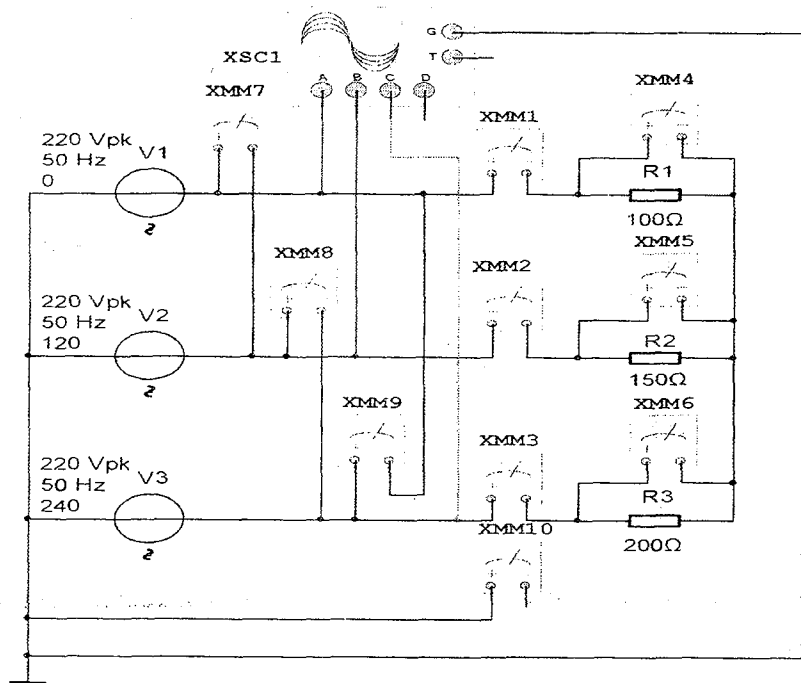 G
XSC1
T
A B C D
XMM7
XMM4
XMM1
220 Vpk
50 Hz
0
V1
R1
100Ω
XMM5
XMM8
XMM2
220 Vpk
50 Hz
120
V2
R2
150Ω
XMM6
XMM9
XMM3
220 Vpk
50 Hz
240
V3
R3
200Ω
XMM10